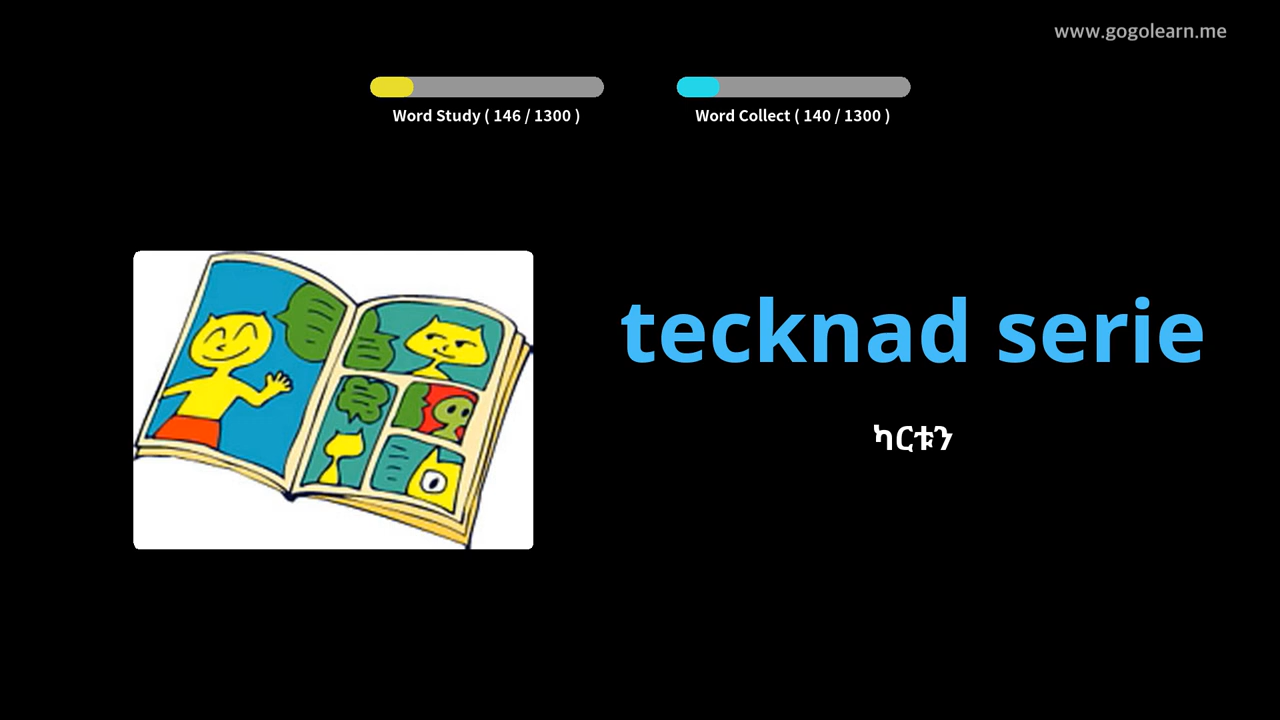 www.gogolearn.me
Word Study ( 146 / 1300 )
Word Collect ( 140 / 1300 )
tecknad serie
ካርቱን